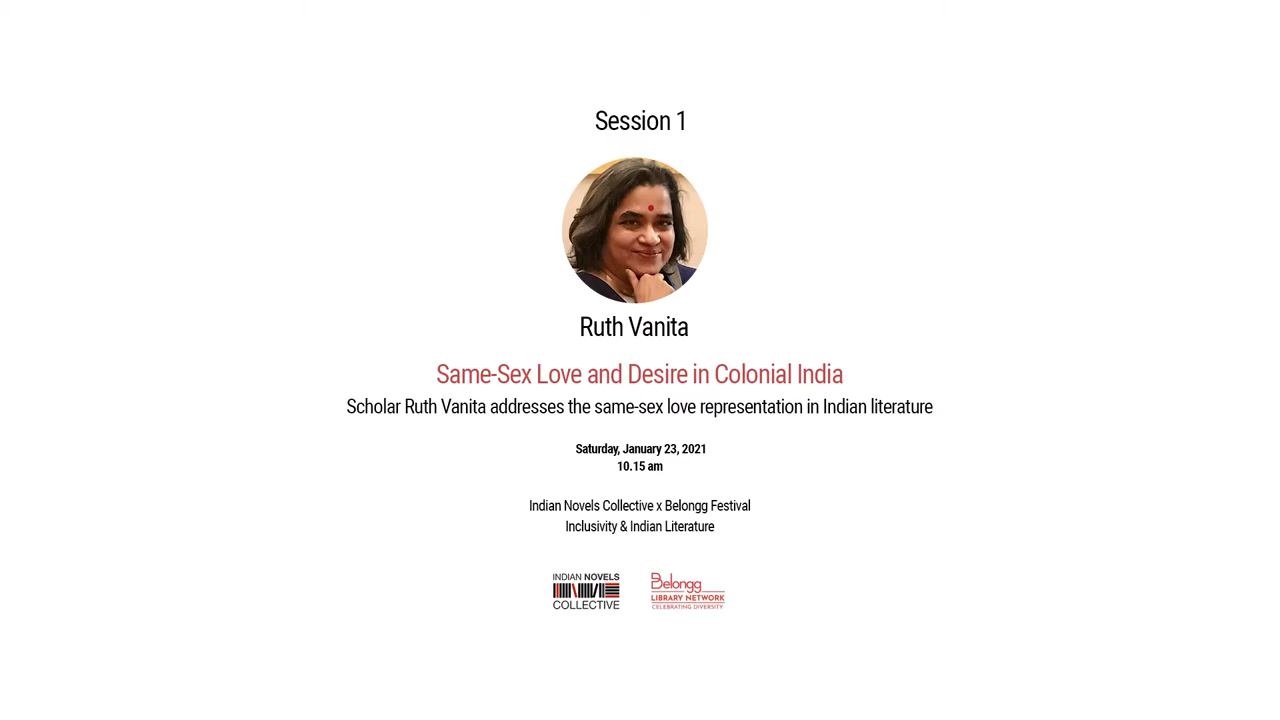 Session 1
Ruth Vanita
Same-Sex Love and Desire in Colonial India
Scholar Ruth Vanita addresses the same-sex love representation in Indian literature
Saturday, January 23, 2021
10.15 am
Indian Novels Collective x Belongg Festival
Inclusivity & Indian Literature
INDIAN NOVELS
COLLECTIVE
Belongg
LIBRARY NETWORK
CELEBRATING DIVERSITY